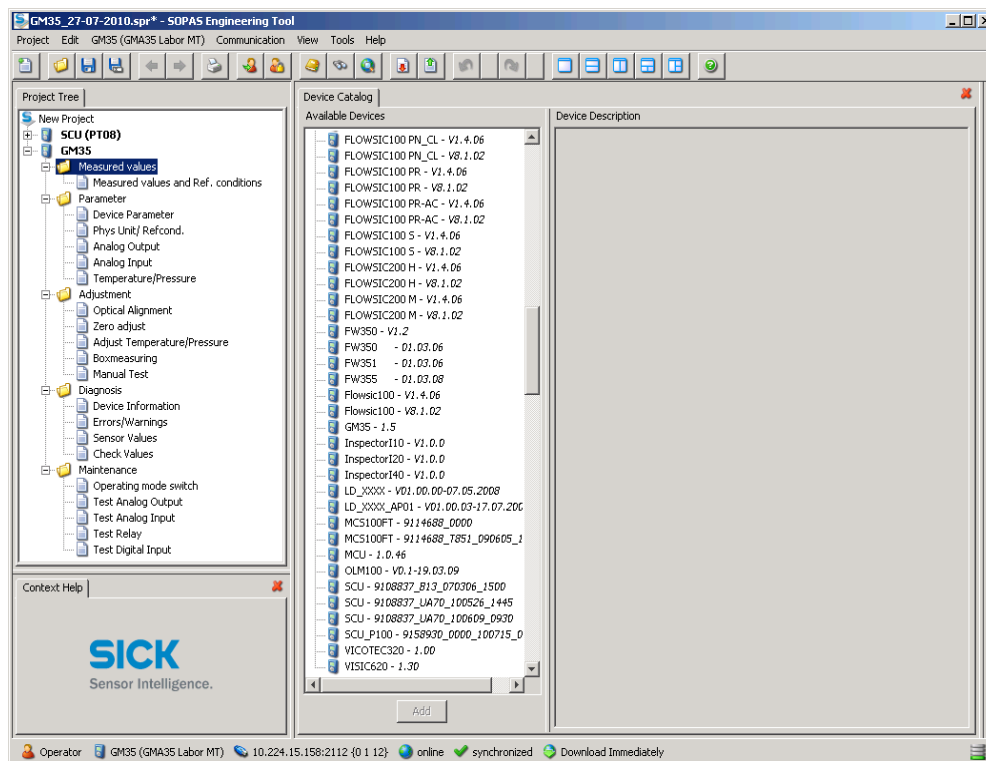 GM35_27-07-2010.spr* - SOPAS Engineering Tool
Project Edit GM35 (GMA35 Labor MT) Communication View Tools Help
Project Tree
New Project
SCU (PT08)
GM35
Measured values
Measured values and Ref. conditions
Parameter
Device Parameter
Phys Unit/ Refcond.
Analog Output
Analog Input
Temperature/Pressure
Adjustment
Optical Alignment
Zero adjust
Adjust Temperature/Pressure
Boxmeasuring
Manual Test
Diagnosis
Device Information
Errors/Warnings
Sensor Values
Check Values
Maintenance
Operating mode switch
Test Analog Output
Test Analog Input
Test Relay
Test Digital Input
Context Help
SICK
Sensor Intelligence.
Device Catalog
Available Devices
FLOWSIC100 PN_CL - V1.4.06
FLOWSIC100 PN_CL - V8.1.02
FLOWSIC100 PR - V1.4.06
FLOWSIC100 PR - V8.1.02
FLOWSIC100 PR-AC - V1.4.06
FLOWSIC100 PR-AC - V8.1.02
FLOWSIC100 S - V1.4.06
FLOWSIC100 S - V8.1.02
FLOWSIC200 H - V1.4.06
FLOWSIC200 H - V8.1.02
FLOWSIC200 M - V1.4.06
FLOWSIC200 M - V8.1.02
FW350 - V1.2
FW350 - 01.03.06
FW351 - 01.03.06
FW355 - 01.03.08
Flowsic100 - V1.4.06
Flowsic100 - V8.1.02
GM35 - 1.5
InspectorI10 - V1.0.0
InspectorI20 - V1.0.0
InspectorI40 - V1.0.0
LD_XXXX - V01.00.00-07.05.2008
LD_XXXX_AP01 - V01.00.03-17.07.200
MCS100FT - 9114688_0000
MCS100FT - 9114688_T851_090605_1
MCU - 1.0.46
OLM100 - V0.1-19.03.09
SCU - 9108837_B13_070306_1500
SCU - 9108837_UA70_100526_1445
SCU - 9108837_UA70_100609_0930
SCU_P100 - 9158930_0000_100715_0
VICOTEC320 - 1.00
VISIC620 - 1.30
Add
Device Description
Operator GM35 (GMA35 Labor MT) 10.224.15.158:2112 {0 1 12} online synchronized Download Immediately